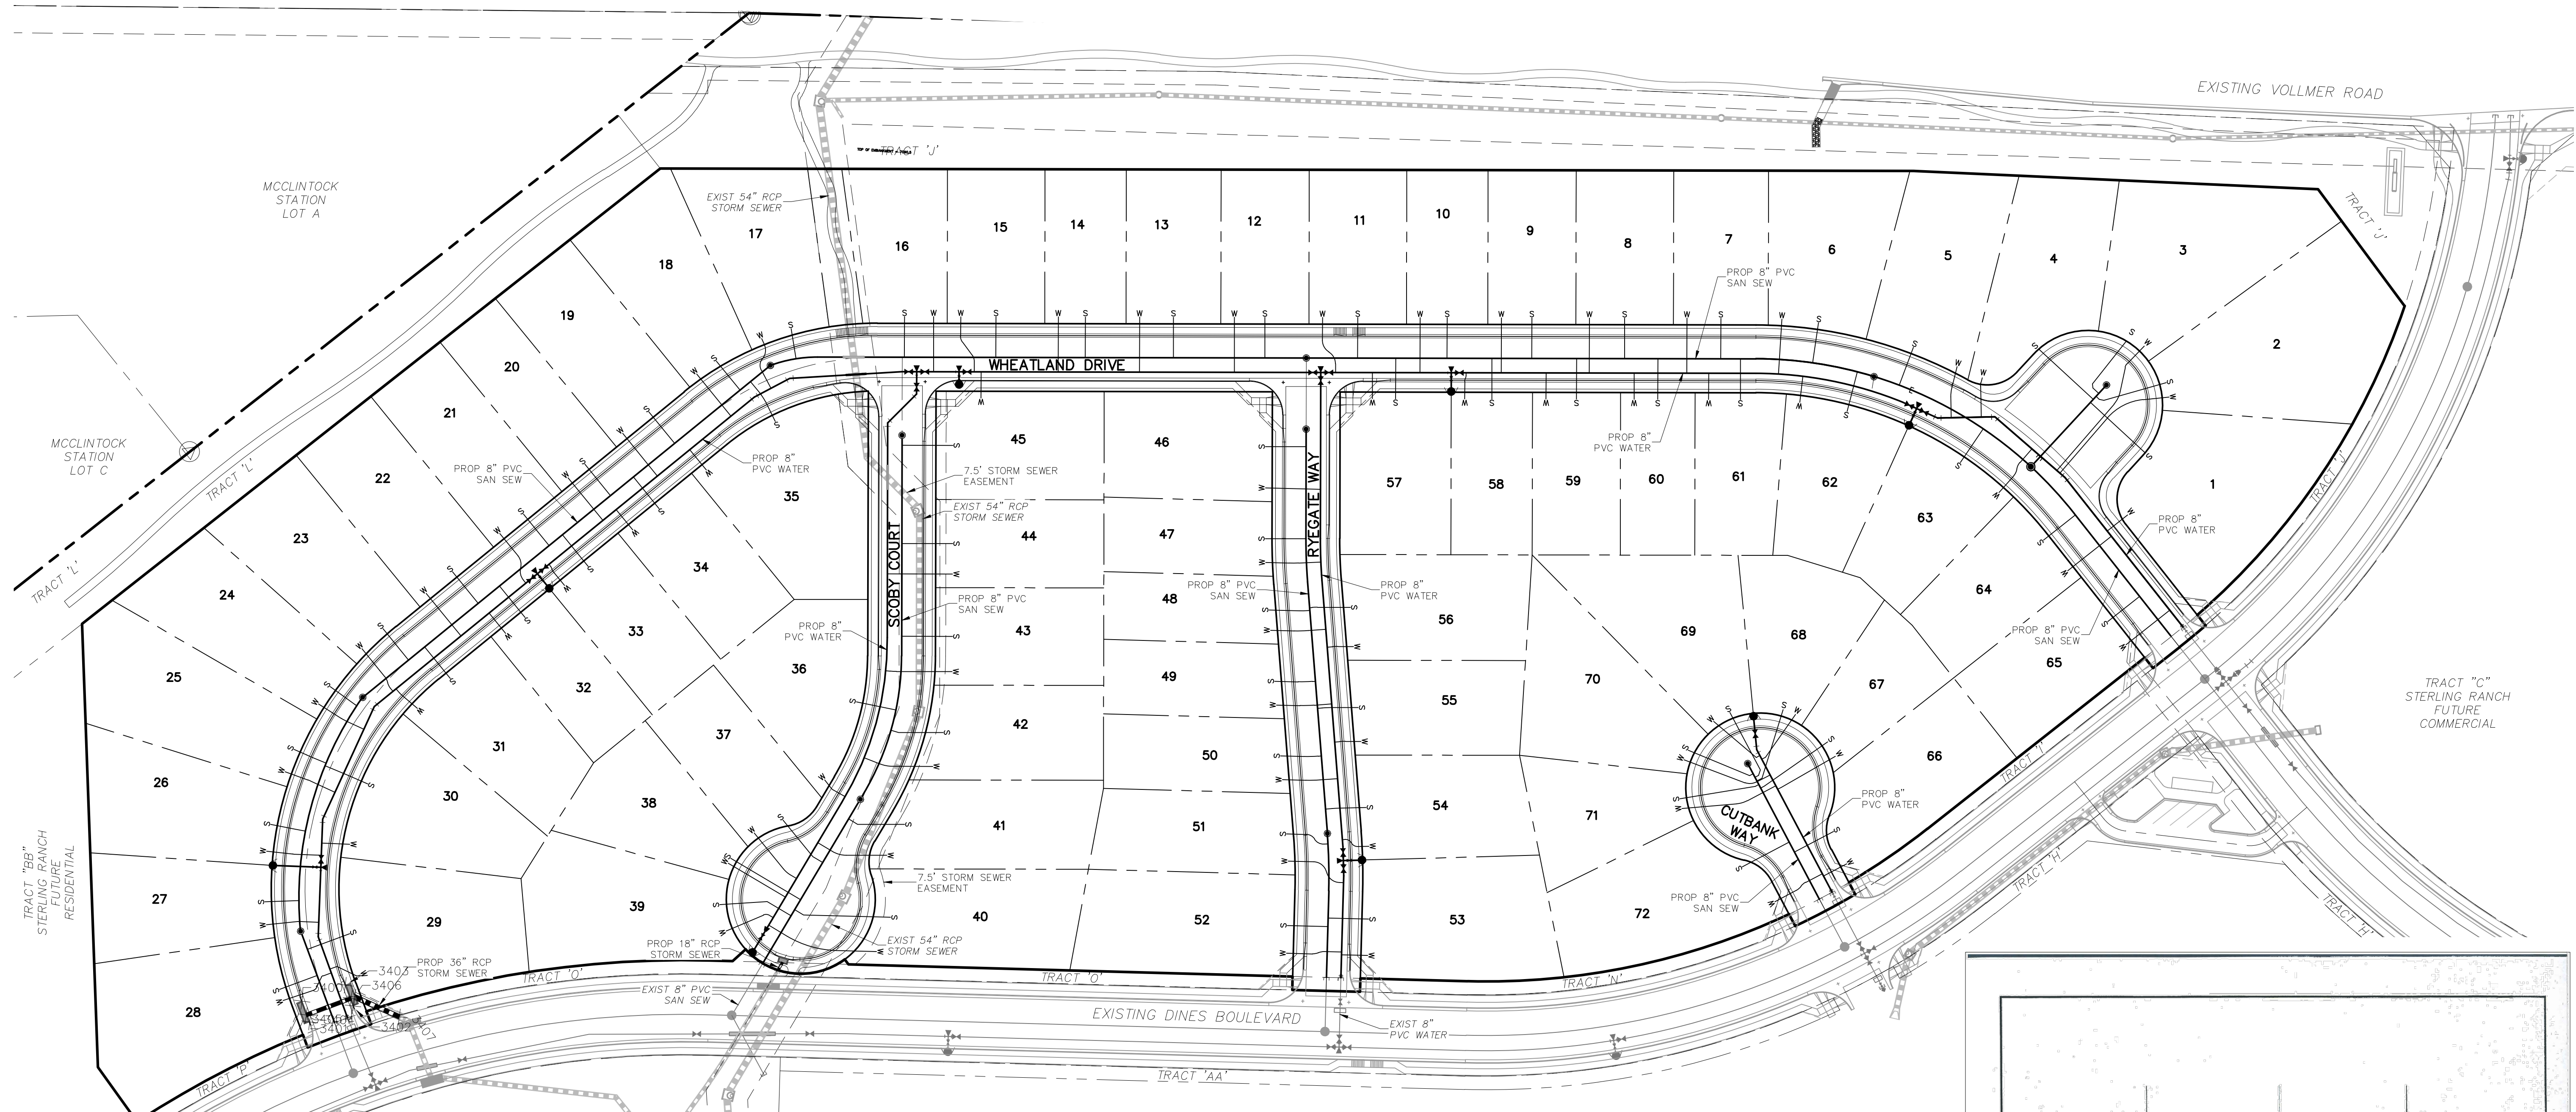 EXISTING VOLLMER ROAD
TRACT 'J'
MCCLINTOCK
STATION
LOT A
EXIST 54" RCP
STORM SEWER
TRACT 'J'
17
16
15
14
13
12
11
10
9
8
7
6
5
4
3
18
PROP 8" PVC
SAN SEW
19
2
20
WHEATLAND DRIVE
21
MCCLINTOCK
STATION
LOT C
TRACT 'L'
PROP 8" PVC
SAN SEW
PROP 8"
PVC WATER
45
46
PROP 8"
PVC WATER
22
35
7.5' STORM SEWER
EASEMENT
RYEGATE WAY
57
58
59
60
61
62
1
TRACT 'J'
EXIST 54" RCP
STORM SEWER
63
PROP 8"
PVC WATER
23
44
47
SCOBY COURT
34
TRACT 'L'
24
PROP 8" PVC
SAN SEW
48
PROP 8" PVC
SAN SEW
PROP 8"
PVC WATER
64
33
PROP 8"
PVC WATER
43
56
69
68
PROP 8" PVC
SAN SEW
65
25
36
32
49
55
70
67
TRACT "C"
STERLING RANCH
FUTURE
COMMERCIAL
31
37
42
50
66
TRACT 'I'
26
30
38
41
51
54
71
CUTBANK
WAY
PROP 8"
PVC WATER
TRACT "BB"
STERLING RANCH
FUTURE
RESIDENTIAL
27
39
7.5' STORM SEWER
EASEMENT
TRACT 'H'
29
40
52
53
72
PROP 8" PVC
SAN SEW
TRACT 'H'
PROP 18" RCP
STORM SEWER
EXIST 54" RCP
STORM SEWER
3403
PROP 36" RCP
STORM SEWER
3406
TRACT 'O'
TRACT 'O'
TRACT 'N'
28
EXIST 8" PVC
SAN SEW
3402
3407
EXISTING DINES BOULEVARD
EXIST 8"
PVC WATER
TRACT 'P'
TRACT 'AA'